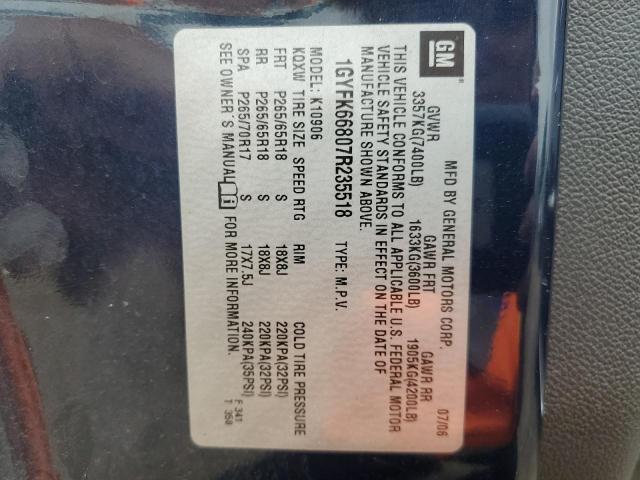 GM
MFD BY GENERAL MOTORS CORP. 07/06
GVWR GAWR FRT GAWR RR
3357KG(7400LB) 1633KG(3600LB) 1905KG(4200LB)
THIS VEHICLE CONFORMS TO ALL APPLICABLE U.S. FEDERAL MOTOR
VEHICLE SAFETY STANDARDS IN EFFECT ON THE DATE OF
MANUFACTURE SHOWN ABOVE.
1GYFK66807R235518 TYPE: M.P.V.
MODEL: K10906
KQXW TIRE SIZE SPEED RTG RIM COLD TIRE PRESSURE
FRT P265/65R18 S 18X8J 220KPA(32PSI)
RR P265/65R18 S 18X8J 220KPA(32PSI)
SPA P265/70R17 S 17X7.5J 240KPA(35PSI)
SEE OWNER'S MANUAL FOR MORE INFORMATION.
F 341
T 350